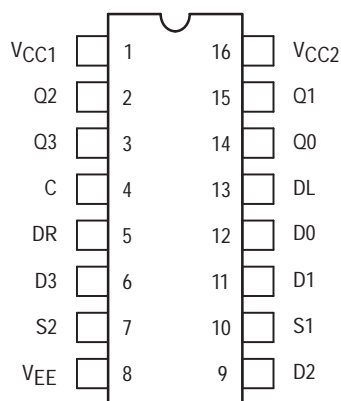 VCC1 1 16 VCC2
Q2 2 15 Q1
Q3 3 14 Q0
C 4 13 DL
DR 5 12 D0
D3 6 11 D1
S2 7 10 S1
VEE 8 9 D2